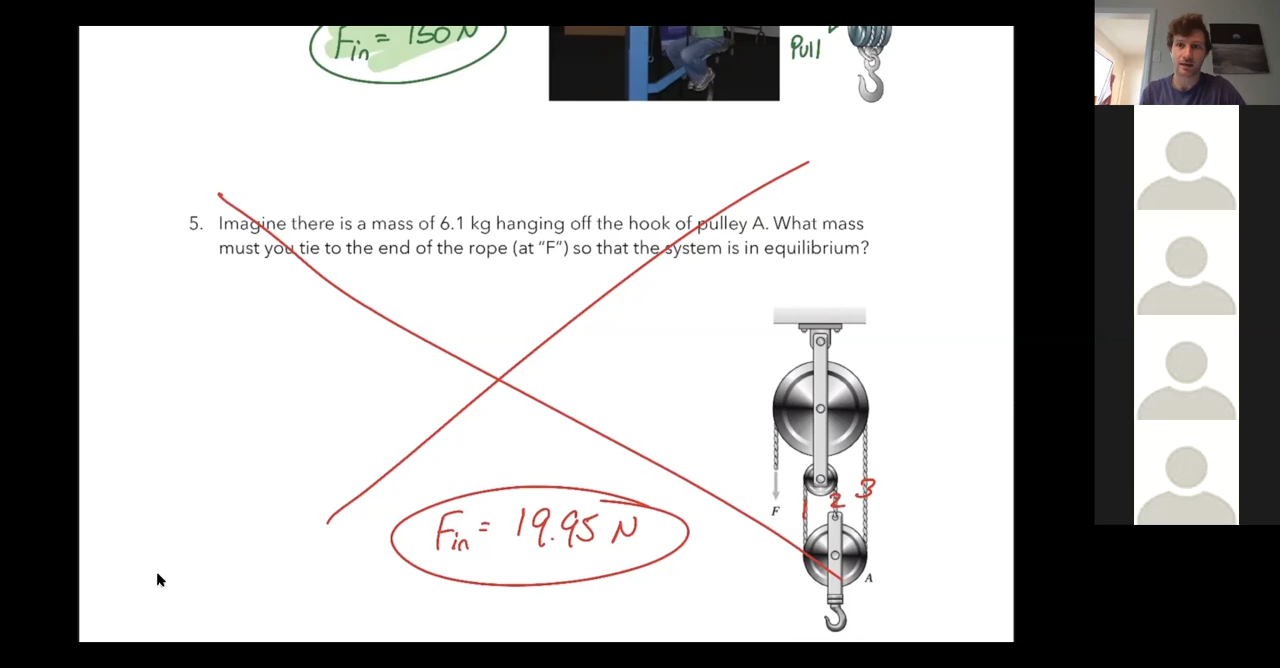 Fin = 150 N
Pull
5. Imagine there is a mass of 6.1 kg hanging off the hook of pulley A. What mass
must you tie to the end of the rope (at “F”) so that the system is in equilibrium?
1 2 3
F
Fin = 19.95 N
A